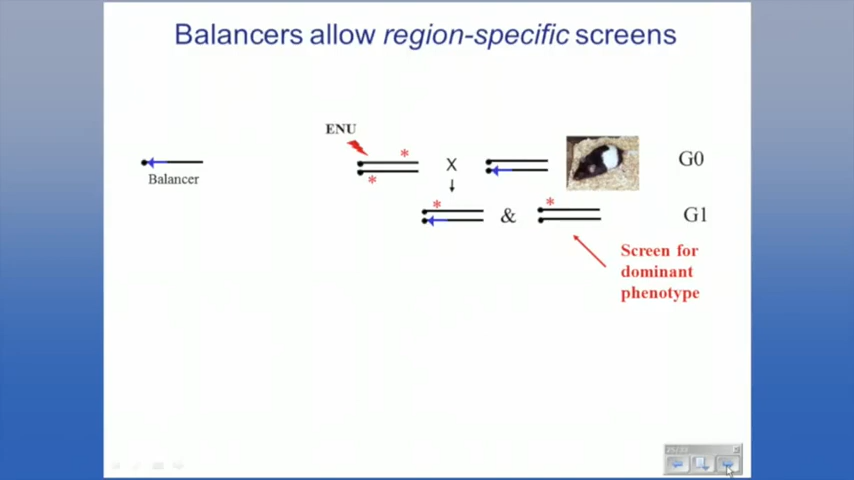 Balancers allow region-specific screens
ENU
* *
X
G0
Balancer
* & *
G1
Screen for
dominant
phenotype